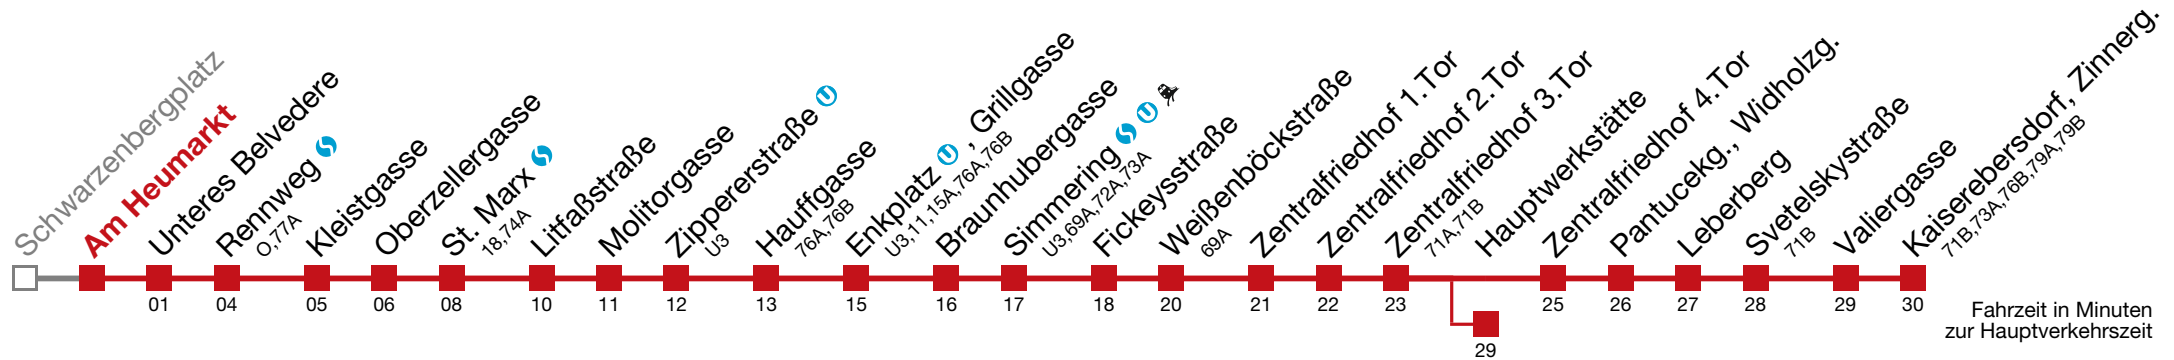 Schwarzenbergplatz
Am Heumarkt
Unteres Belvedere
01
Rennweg
O,77A
04
Kleistgasse
05
Oberzellergasse
06
St. Marx
18,74A
08
Litfaßstraße
10
Molitorgasse
11
Zippererstraße
U3
12
Hauffgasse
76A,76B
13
Enkplatz , Grillgasse
U3,11,15A,76A,76B
15
Braunhubergasse
16
Simmering
U3,69A,72A,73A
17
Fickeysstraße
18
Weißenböckstraße
69A
20
Zentralfriedhof 1.Tor
21
Zentralfriedhof 2.Tor
22
Zentralfriedhof 3.Tor
71A,71B
23
Hauptwerkstätte
29
Zentralfriedhof 4.Tor
25
Pantucekg., Widholzg.
26
Leberberg
27
Svetelskystraße
71B
28
Valiergasse
29
Kaiserebersdorf, Zinnerg.
71B,73A,76B,79A,79B
30
Fahrzeit in Minuten
zur Hauptverkehrszeit